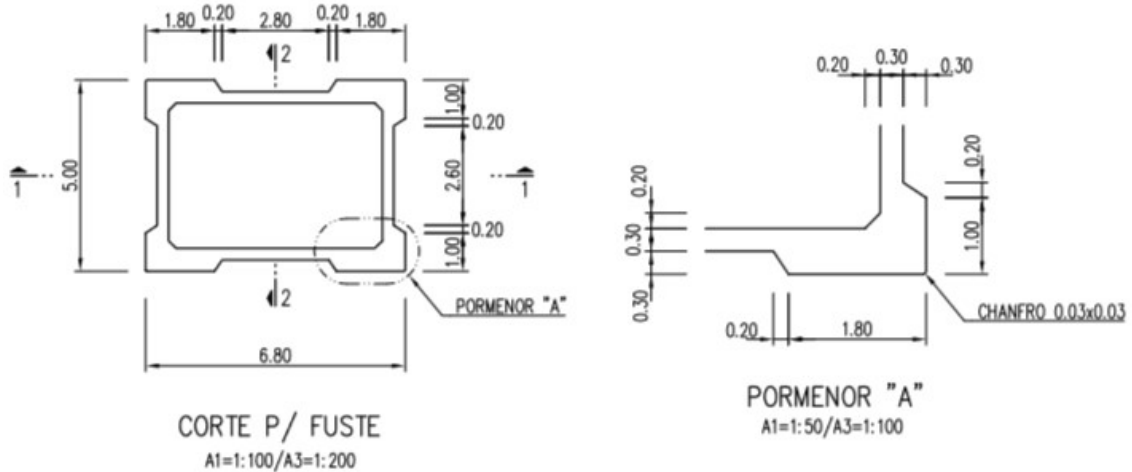 0.20 0.20
1.80 2.80 1.80
2
5.00
1.00
0.20
2.60
0.20
1.00
1 1
2
PORMENOR "A"
6.80
CORTE P/ FUSTE
A1=1:100/A3=1:200
0.20 0.30 0.30
0.20
0.30
0.30
0.20
1.00
0.20 1.80
CHANFRO 0.03x0.03
PORMENOR "A"
A1=1:50/A3=1:100